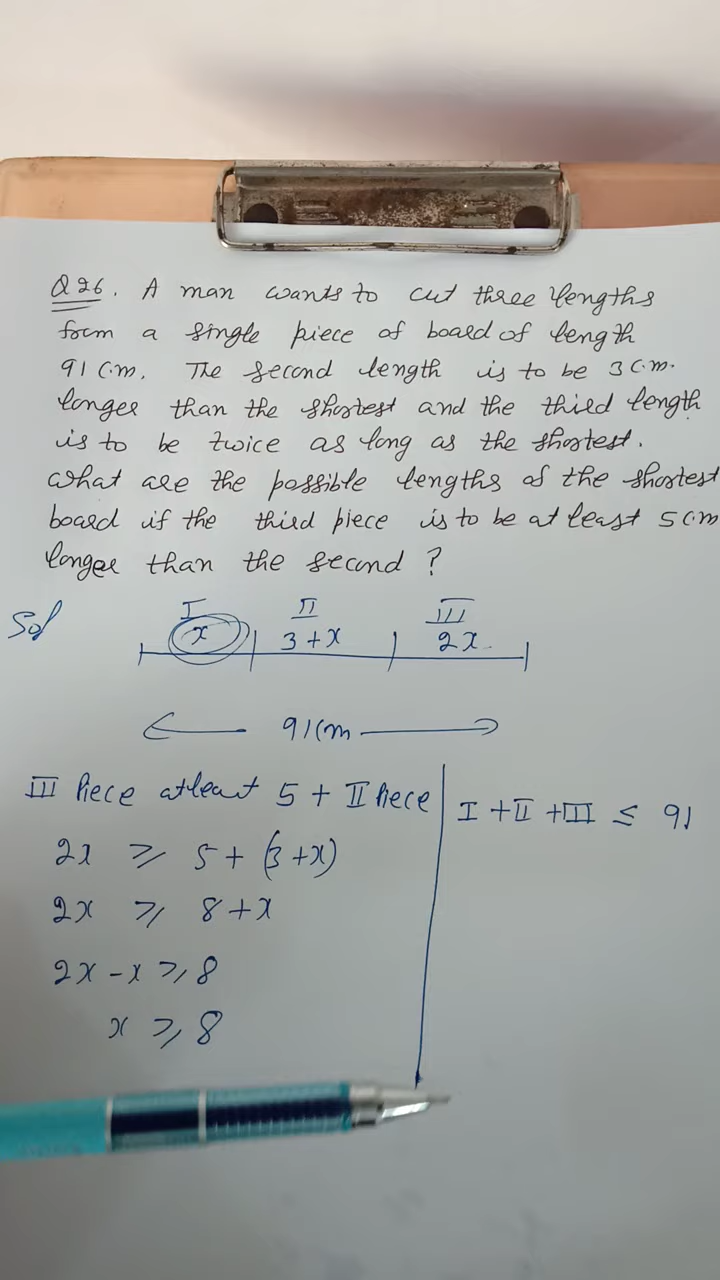 Q26. A man wants to cut three lengths
from a single piece of board of length
91 cm. The second length is to be 3 cm.
longer than the shortest and the third length
is to be twice as long as the shortest.
What are the possible lengths of the shortest
board if the third piece is to be at least 5 cm
longer than the second ?
Sol
I II III
x 3+x 2x
91cm
III Piece atleast 5 + II Piece
2x ≥ 5 + (3+x)
2x ≥ 8+x
2x-x ≥ 8
x ≥ 8
I + II + III ≤ 91